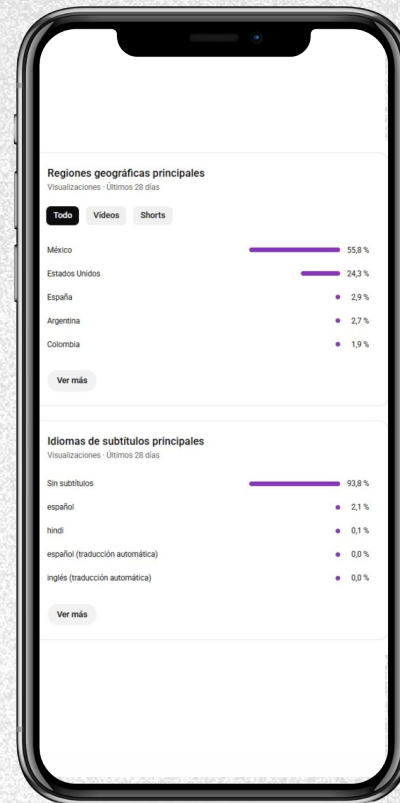 Regiones geográficas principales
Visualizaciones · Últimos 28 días
Todo Vídeos Shorts
México 55,8 %
Estados Unidos 24,3 %
España 2,9 %
Argentina 2,7 %
Colombia 1,9 %
Ver más
Idiomas de subtítulos principales
Visualizaciones · Últimos 28 días
Sin subtítulos 93,8 %
español 2,1 %
hindi 0,1 %
español (traducción automática) 0,0 %
inglés (traducción automática) 0,0 %
Ver más